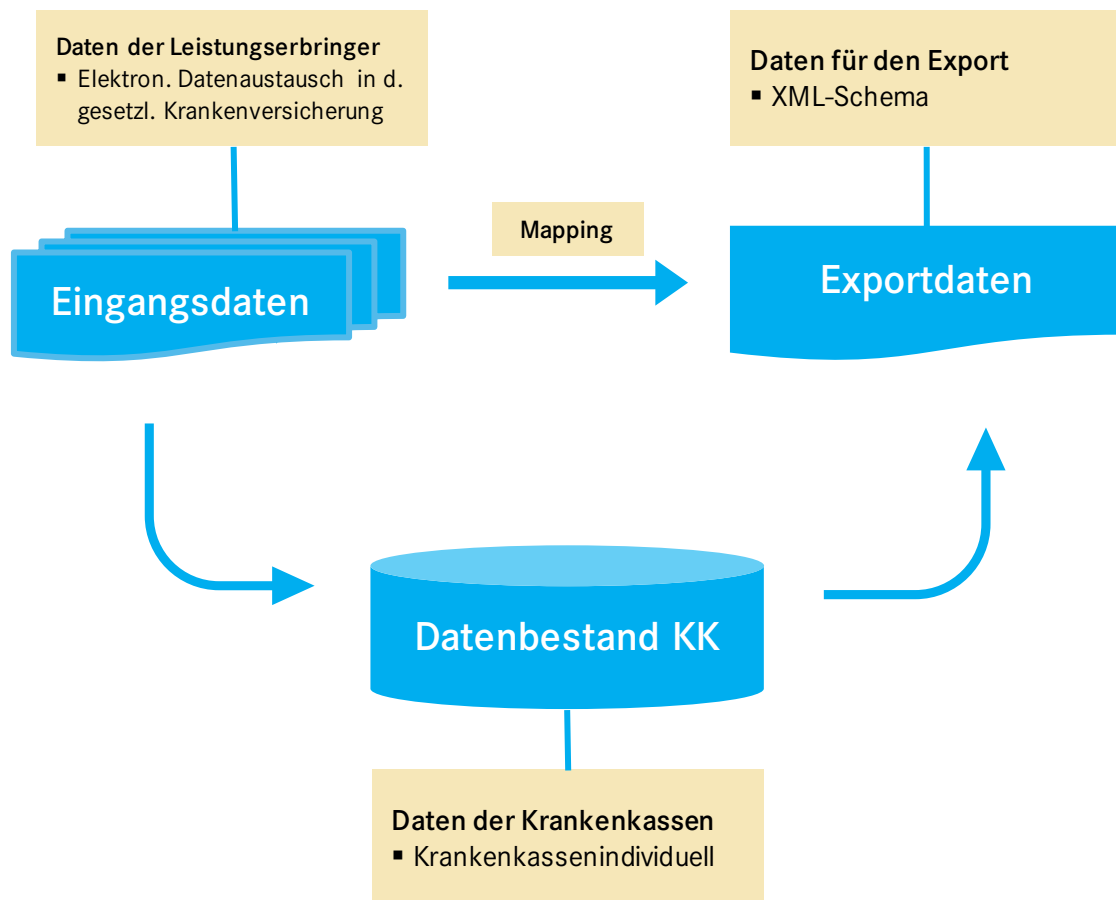 Daten der Leistungserbringer
▪ Elektron. Datenaustausch in d.
gesetzl. Krankenversicherung
Daten für den Export
▪ XML-Schema
Mapping
Eingangsdaten
Exportdaten
Datenbestand KK
Daten der Krankenkassen
▪ Krankenkassenindividuell